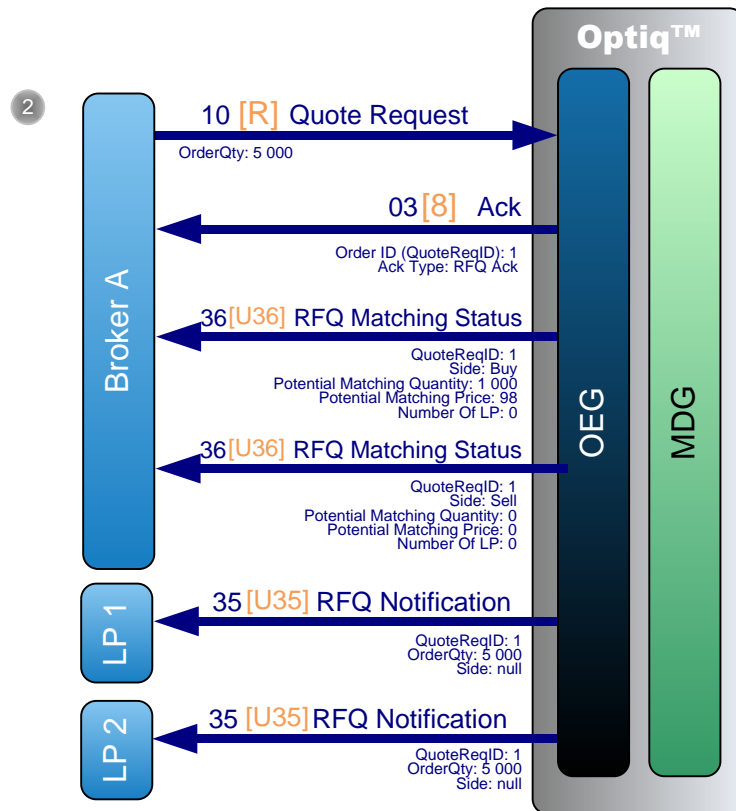 Optiq™
2
10 [R] Quote Request
OrderQty: 5 000
03 [8] Ack
Order ID (QuoteReqID): 1
Ack Type: RFQ Ack
Broker A
36 [U36] RFQ Matching Status
QuoteReqID: 1
Side: Buy
Potential Matching Quantity: 1 000
Potential Matching Price: 98
Number Of LP: 0
OEG
MDG
36 [U36] RFQ Matching Status
QuoteReqID: 1
Side: Sell
Potential Matching Quantity: 0
Potential Matching Price: 0
Number Of LP: 0
LP 1
35 [U35] RFQ Notification
QuoteReqID: 1
OrderQty: 5 000
Side: null
LP 2
35 [U35] RFQ Notification
QuoteReqID: 1
OrderQty: 5 000
Side: null